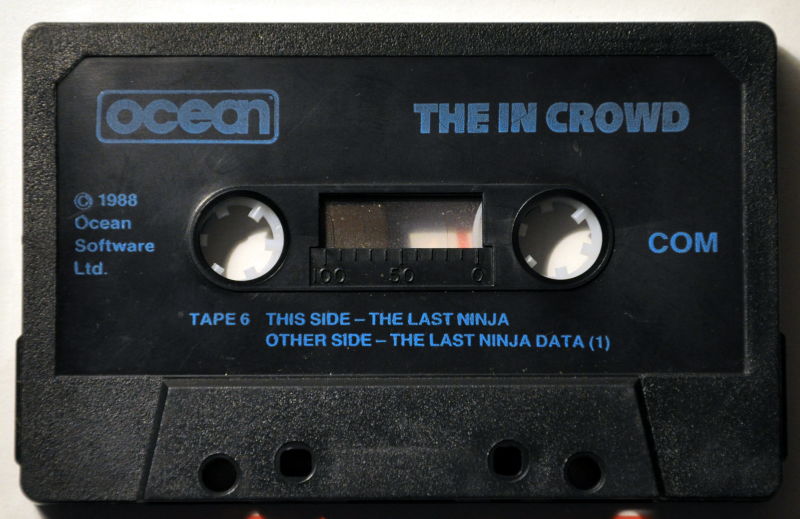 ocean
THE IN CROWD
© 1988
Ocean
Software
Ltd.
COM
100 50 0
TAPE 6 THIS SIDE – THE LAST NINJA
OTHER SIDE – THE LAST NINJA DATA (1)